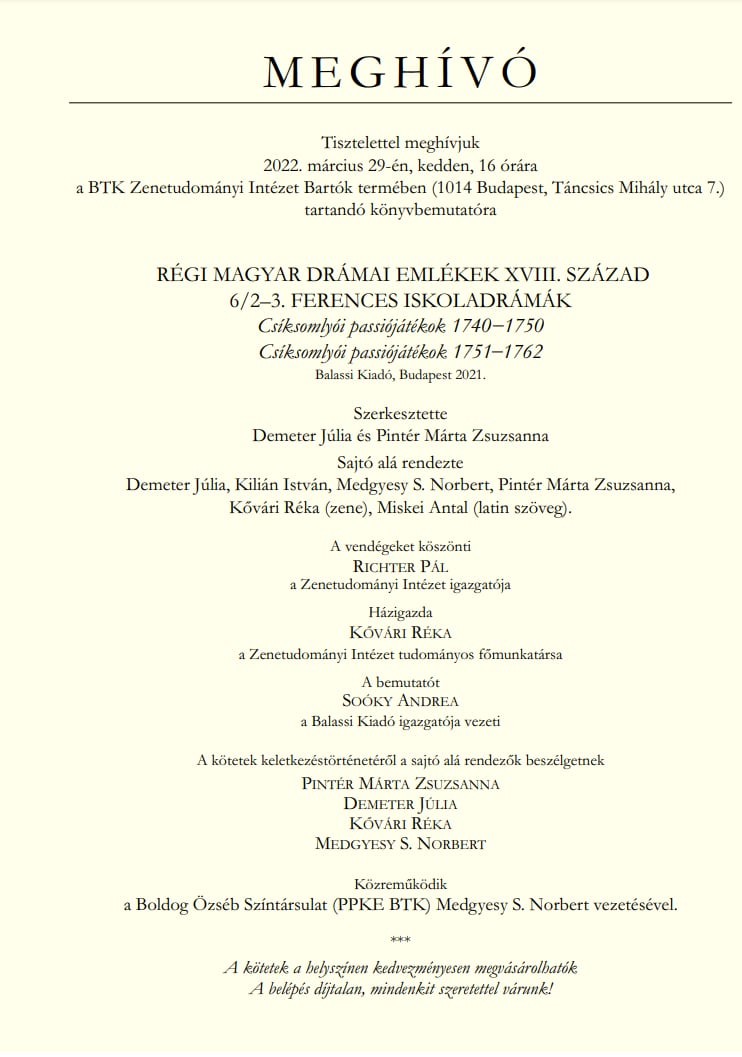 MEGHÍVÓ
Tisztelettel meghívjuk
2022. március 29-én, kedden, 16 órára
a BTK Zenetudományi Intézet Bartók termében (1014 Budapest, Táncsics Mihály utca 7.)
tartandó könyvbemutatóra
RÉGI MAGYAR DRÁMAI EMLÉKEK XVIII. SZÁZAD
6/2–3. FERENCES ISKOLADRÁMÁK
Csíksomlyói passiójátékok 1740–1750
Csíksomlyói passiójátékok 1751–1762
Balassi Kiadó, Budapest 2021.
Szerkesztette
Demeter Júlia és Pintér Márta Zsuzsanna
Sajtó alá rendezte
Demeter Júlia, Kilián István, Medgyesy S. Norbert, Pintér Márta Zsuzsanna,
Kővári Réka (zene), Miskei Antal (latin szöveg).
A vendégeket köszönti
RICHTER PÁL
a Zenetudományi Intézet igazgatója
Házigazda
KŐVÁRI RÉKA
a Zenetudományi Intézet tudományos főmunkatársa
A bemutatót
SOÓKY ANDREA
a Balassi Kiadó igazgatója vezeti
A kötetek keletkezéstörténetéről a sajtó alá rendezők beszélgetnek
PINTÉR MÁRTA ZSUZSANNA
DEMETER JÚLIA
KŐVÁRI RÉKA
MEDGYESY S. NORBERT
Közreműködik
a Boldog Özséb Színtársulat (PPKE BTK) Medgyesy S. Norbert vezetésével.
***
A kötetek a helyszínen kedvezményesen megvásárolhatók
A belépés díjtalan, mindenkit szeretettel várunk!